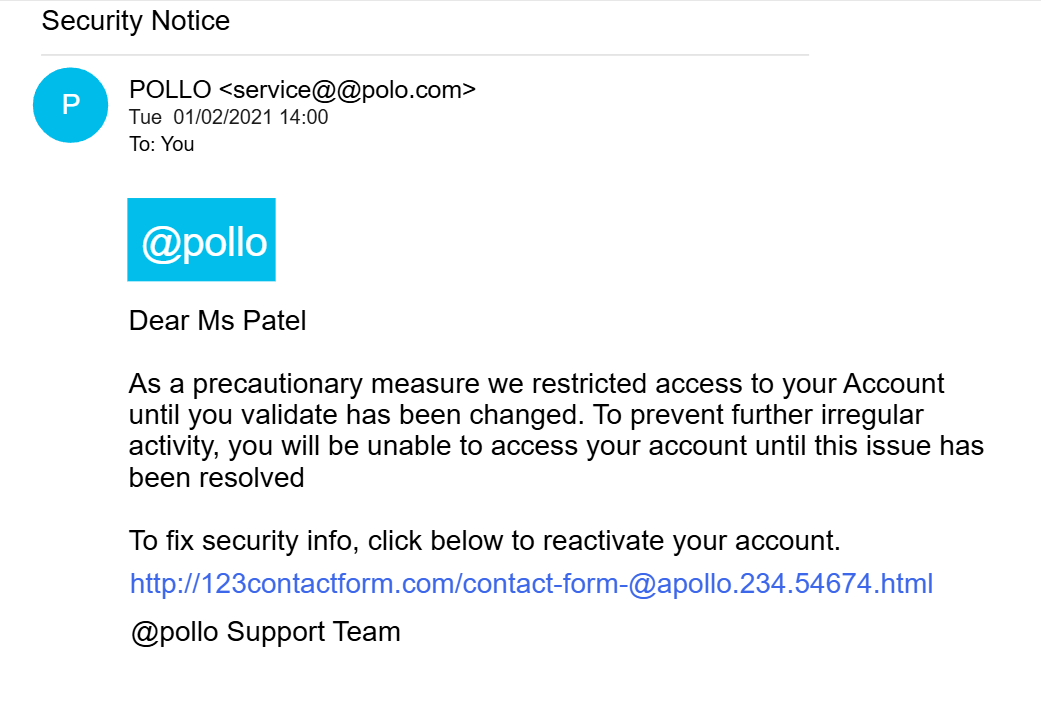 Security Notice
P
POLLO <service@@polo.com>
Tue 01/02/2021 14:00
To: You
@pollo
Dear Ms Patel
As a precautionary measure we restricted access to your Account
until you validate has been changed. To prevent further irregular
activity, you will be unable to access your account until this issue has
been resolved
To fix security info, click below to reactivate your account.
http://123contactform.com/contact-form-@apollo.234.54674.html
@pollo Support Team